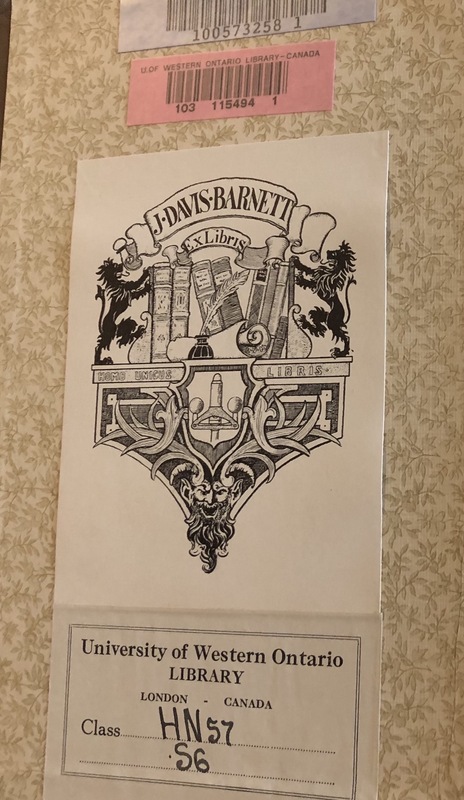 100573258 1
U.OF WESTERN ONTARIO LIBRARY-CANADA
103 115494 1
J·DAVIS·BARNETT
Ex Libris
HOMO UNICUS LIBRIS·
University of Western Ontario
LIBRARY
LONDON - CANADA
Class HN57
.S6